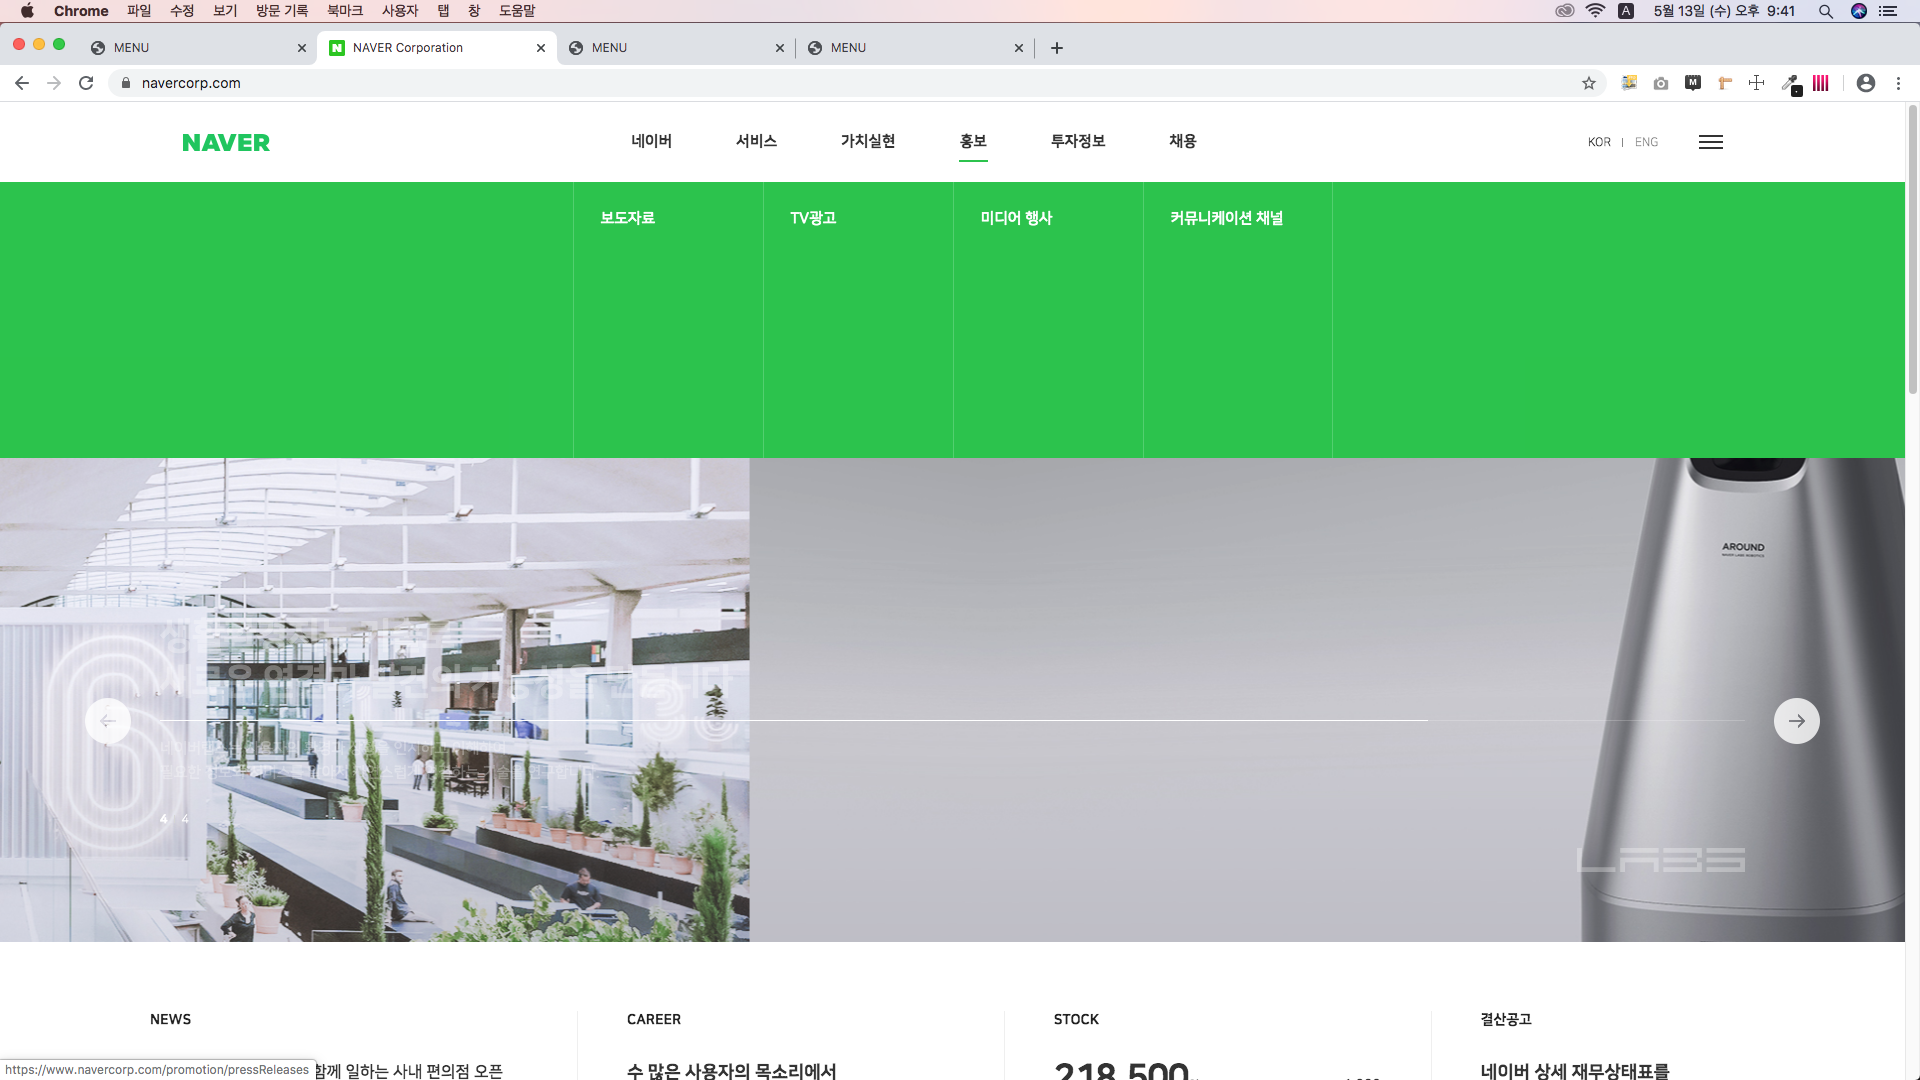 Chrome 파일 수정 보기 방문 기록 북마크 사용자 탭 창 도움말
A 5월 13일 (수) 오후 9:41
MENU
NAVER Corporation
MENU
MENU
navercorp.com
NAVER
네이버 서비스 가치실현 홍보 투자정보 채용
KOR | ENG
보도자료 TV광고 미디어 행사 커뮤니케이션 채널
AROUND
4 4
LABS
NEWS
함께 일하는 사내 편의점 오픈
CAREER
수 많은 사용자의 목소리에서
STOCK
218,500
결산공고
네이버 상세 재무상태표를
https://www.navercorp.com/promotion/pressReleases